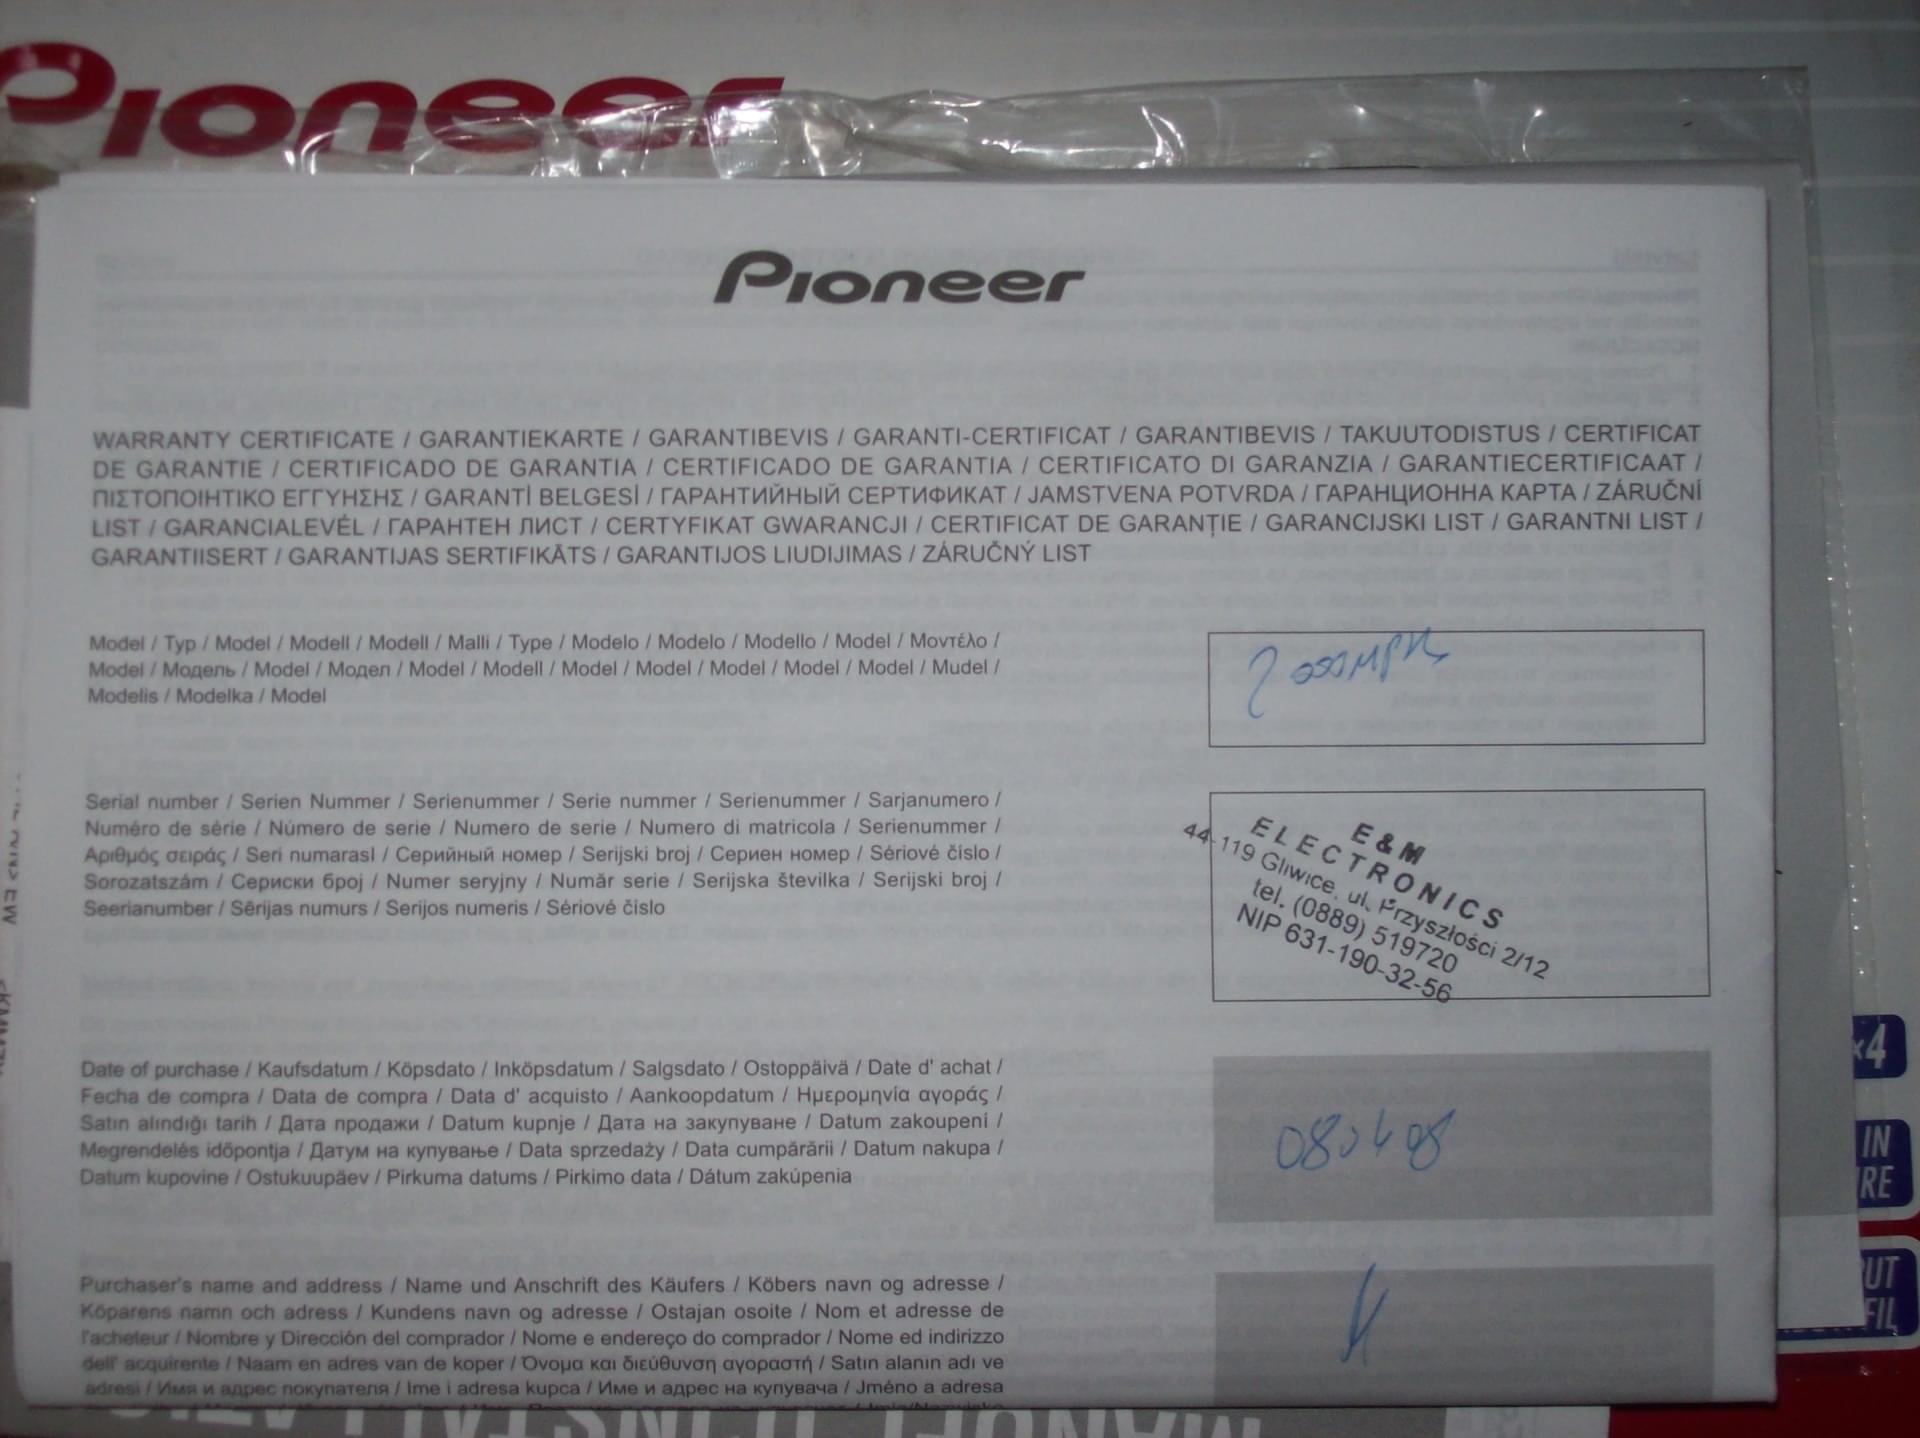 Pioneer
Pioneer
WARRANTY CERTIFICATE / GARANTIEKARTE / GARANTIBEVIS / GARANTI-CERTIFICAT / GARANTIBEVIS / TAKUUTODISTUS / CERTIFICAT
DE GARANTIE / CERTIFICADO DE GARANTIA / CERTIFICADO DE GARANTIA / CERTIFICATO DI GARANZIA / GARANTIECERTIFICAAT /
ΠΙΣΤΟΠΟΙΗΤΙΚΟ ΕΓΓΥΗΣΗΣ / GARANTİ BELGESİ / ГАРАНТИЙНЫЙ СЕРТИФИКАТ / JAMSTVENA POTVRDA / ГАРАНЦИОННА КАРТА / ZÁRUČNÍ
LIST / GARANCIALEVÉL / ГАРАНТЕН ЛИСТ / CERTYFIKAT GWARANCJI / CERTIFICAT DE GARANŢIE / GARANCIJSKI LIST / GARANTNI LIST /
GARANTIISERT / GARANTIJAS SERTIFIKĀTS / GARANTIJOS LIUDIJIMAS / ZÁRUČNÝ LIST
Model / Typ / Model / Modell / Modell / Malli / Type / Modelo / Modelo / Modello / Model / Μοντέλο /
Model / Модель / Model / Модел / Model / Modell / Model / Model / Model / Model / Model / Mudel /
Modelis / Modelka / Model
Serial number / Serien Nummer / Serienummer / Serie nummer / Serienummer / Sarjanumero /
Numéro de série / Número de serie / Numero de serie / Numero di matricola / Serienummer /
Αριθμός σειράς / Seri numarasI / Серийный номер / Serijski broj / Сериен номер / Sériové číslo /
Sorozatszám / Сериски број / Numer seryjny / Număr serie / Serijska številka / Serijski broj /
Seerianumber / Sērijas numurs / Serijos numeris / Sériové číslo
E&M
ELECTRONICS
44-119 Gliwice, ul. Przyszłości 2/12
tel. (0889) 519720
NIP 631-190-32-56
Date of purchase / Kaufsdatum / Köpsdato / Inköpsdatum / Salgsdato / Ostoppäivä / Date d' achat /
Fecha de compra / Data de compra / Data d' acquisto / Aankoopdatum / Ημερομηνία αγοράς /
Satın alındığı tarih / Дата продажи / Datum kupnje / Дата на закупуване / Datum zakoupení /
Megrendelés időpontja / Датум на купување / Data sprzedaży / Data cumpărării / Datum nakupa /
Datum kupovine / Ostukuupäev / Pirkuma datums / Pirkimo data / Dátum zakúpenia
080408
Purchaser's name and address / Name und Anschrift des Käufers / Köbers navn og adresse /
Köparens namn och adress / Kundens navn og adresse / Ostajan osoite / Nom et adresse de
l'acheteur / Nombre y Dirección del comprador / Nome e endereço do comprador / Nome ed indirizzo
dell' acquirente / Naam en adres van de koper / Όνομα και διεύθυνση αγοραστή / Satın alanın adı ve
adresi / Имя и адрес покупателя / Ime i adresa kupca / Име и адрес на купувача / Jméno a adresa
x4
IN
RE
UT
FIL